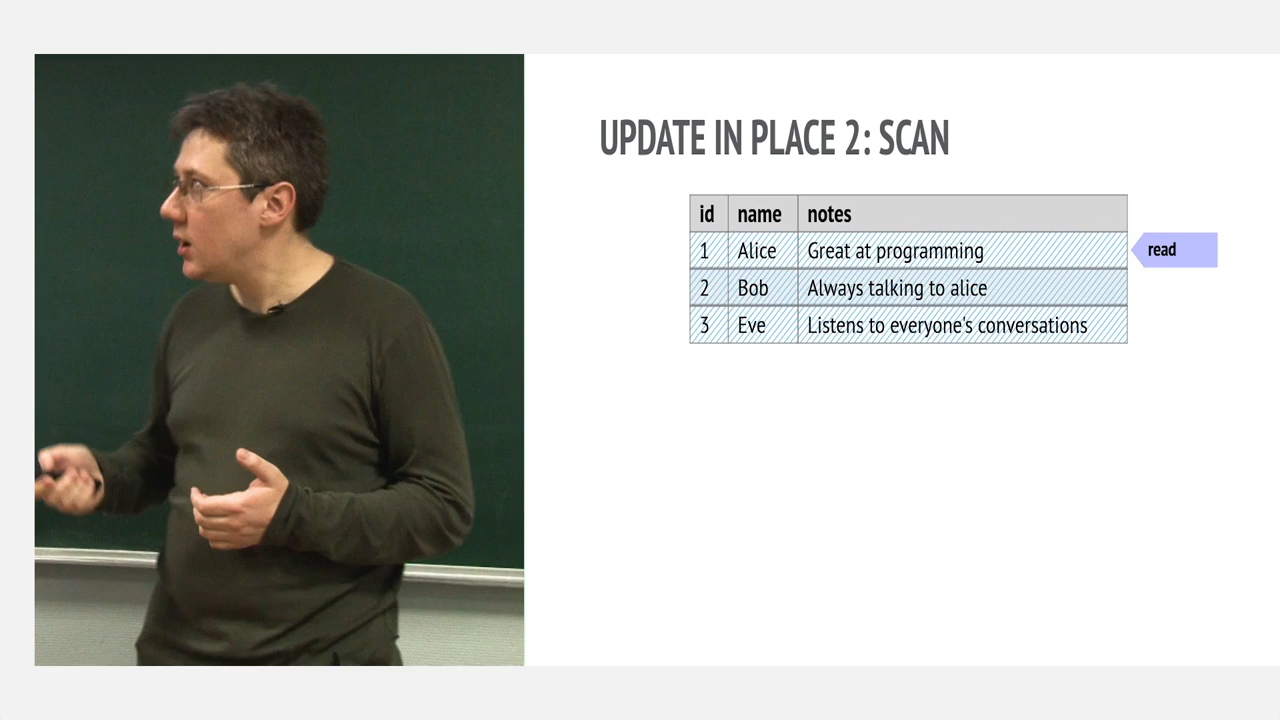 UPDATE IN PLACE 2: SCAN
id name notes
1 Alice Great at programming
read
2 Bob Always talking to alice
3 Eve Listens to everyone's conversations